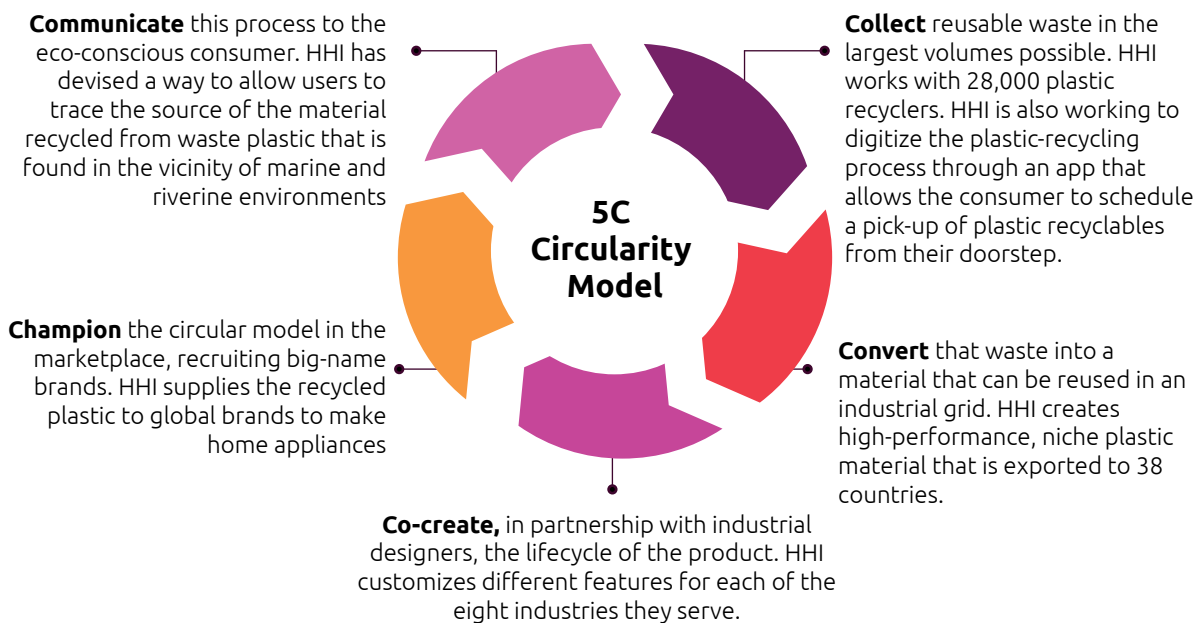 Communicate this process to the
eco-conscious consumer. HHI has
devised a way to allow users to
trace the source of the material
recycled from waste plastic that is
found in the vicinity of marine and
riverine environments
Collect reusable waste in the
largest volumes possible. HHI
works with 28,000 plastic
recyclers. HHI is also working to
digitize the plastic-recycling
process through an app that
allows the consumer to schedule
a pick-up of plastic recyclables
from their doorstep.
5C
Circularity
Model
Champion the circular model in the
marketplace, recruiting big-name
brands. HHI supplies the recycled
plastic to global brands to make
home appliances
Convert that waste into a
material that can be reused in an
industrial grid. HHI creates
high-performance, niche plastic
material that is exported to 38
countries.
Co-create, in partnership with industrial
designers, the lifecycle of the product. HHI
customizes different features for each of the
eight industries they serve.